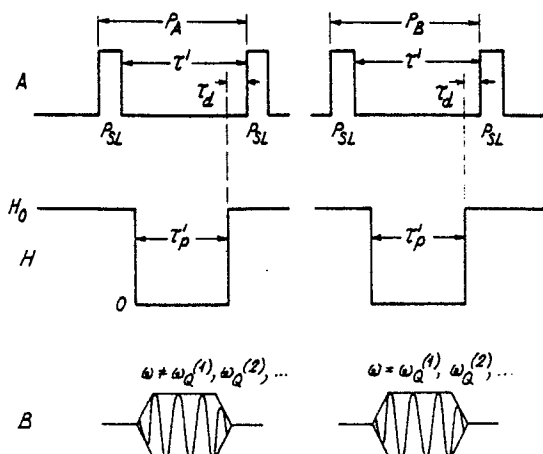 P_A P_B
A τ' τ'
τ_d τ_d
P_SL P_SL P_SL P_SL
H_0
H τ'_p τ'_p
0
ω ≠ ω_Q^(1), ω_Q^(2), ... ω = ω_Q^(1), ω_Q^(2), ...
B